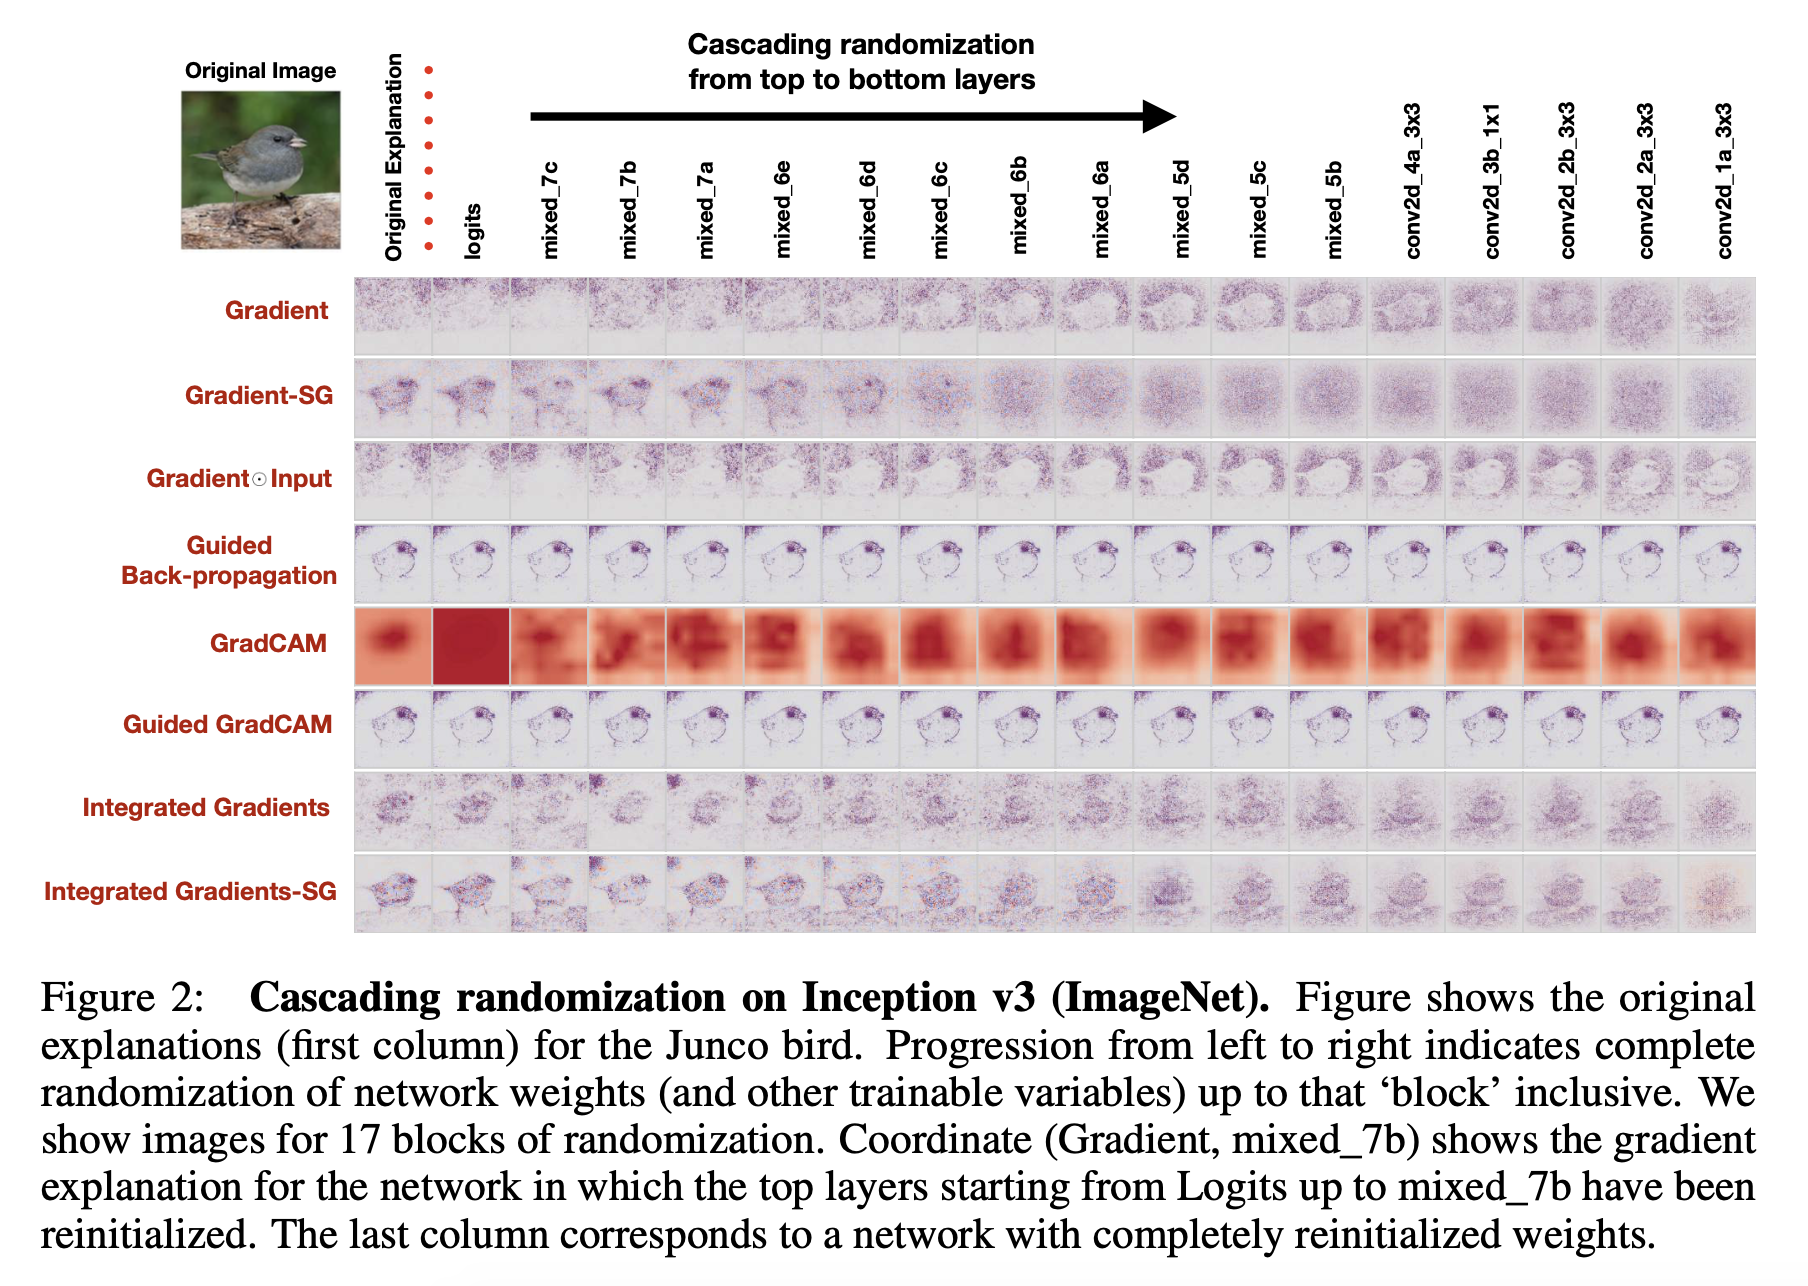 Cascading randomization
from top to bottom layers
Original Image
Original Explanation
logits
mixed_7c
mixed_7b
mixed_7a
mixed_6e
mixed_6d
mixed_6c
mixed_6b
mixed_6a
mixed_5d
mixed_5c
mixed_5b
conv2d_4a_3x3
conv2d_3b_1x1
conv2d_2b_3x3
conv2d_2a_3x3
conv2d_1a_3x3
Gradient
Gradient-SG
Gradient⊙Input
Guided
Back-propagation
GradCAM
Guided GradCAM
Integrated Gradients
Integrated Gradients-SG
Figure 2: Cascading randomization on Inception v3 (ImageNet). Figure shows the original
explanations (first column) for the Junco bird. Progression from left to right indicates complete
randomization of network weights (and other trainable variables) up to that ‘block’ inclusive. We
show images for 17 blocks of randomization. Coordinate (Gradient, mixed_7b) shows the gradient
explanation for the network in which the top layers starting from Logits up to mixed_7b have been
reinitialized. The last column corresponds to a network with completely reinitialized weights.